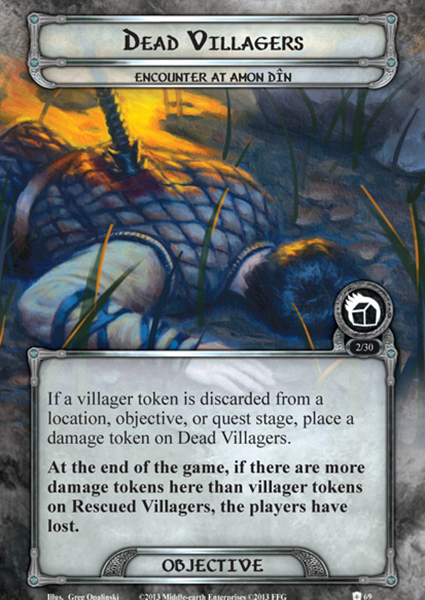 Dead Villagers
Encounter at Amon Dîn
2/30
If a villager token is discarded from a
location, objective, or quest stage, place a
damage token on Dead Villagers.
At the end of the game, if there are more
damage tokens here than villager tokens
on Rescued Villagers, the players have
lost.
Objective
Illus. Greg Opalinski ©2013 Middle-earth Enterprises ©2013 FFG 69